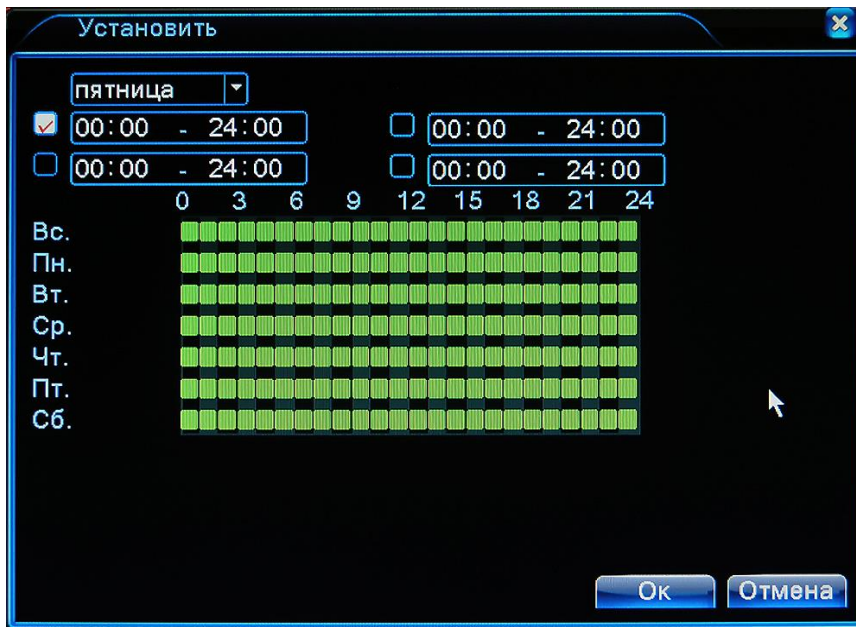 Установить
пятница
00:00 - 24:00 00:00 - 24:00
00:00 - 24:00 00:00 - 24:00
0 3 6 9 12 15 18 21 24
Вс.
Пн.
Вт.
Ср.
Чт.
Пт.
Сб.
Ок Отмена